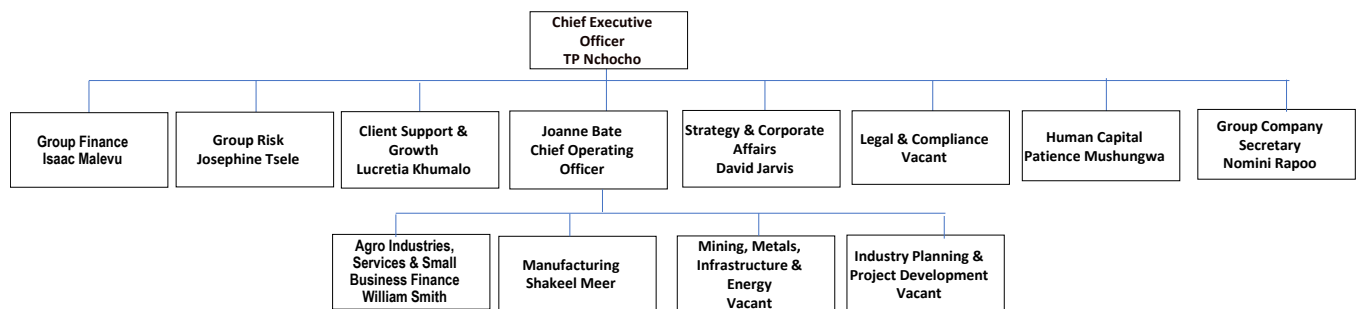 Chief Executive
Officer
TP Nchocho
Group Finance
Isaac Malevu
Group Risk
Josephine Tsele
Client Support &
Growth
Lucretia Khumalo
Joanne Bate
Chief Operating
Officer
Strategy & Corporate
Affairs
David Jarvis
Legal & Compliance
Vacant
Human Capital
Patience Mushungwa
Group Company
Secretary
Nomini Rapoo
Agro Industries,
Services & Small
Business Finance
William Smith
Manufacturing
Shakeel Meer
Mining, Metals,
Infrastructure &
Energy
Vacant
Industry Planning &
Project Development
Vacant